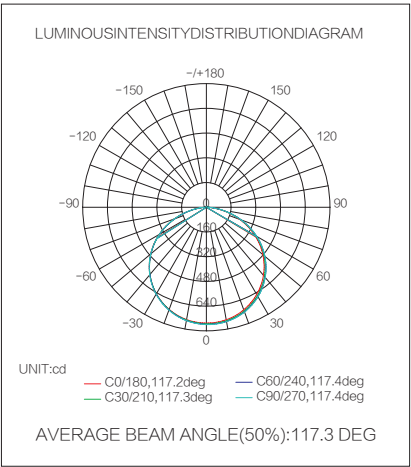 LUMINOUSINTENSITYDISTRIBUTIONDIAGRAM
-/+180
-150 150
-120 120
-90 0 90
160
320
-60 480 60
640
-30 30
0
UNIT:cd
C0/180,117.2deg C60/240,117.4deg
C30/210,117.3deg C90/270,117.4deg
AVERAGE BEAM ANGLE(50%):117.3 DEG